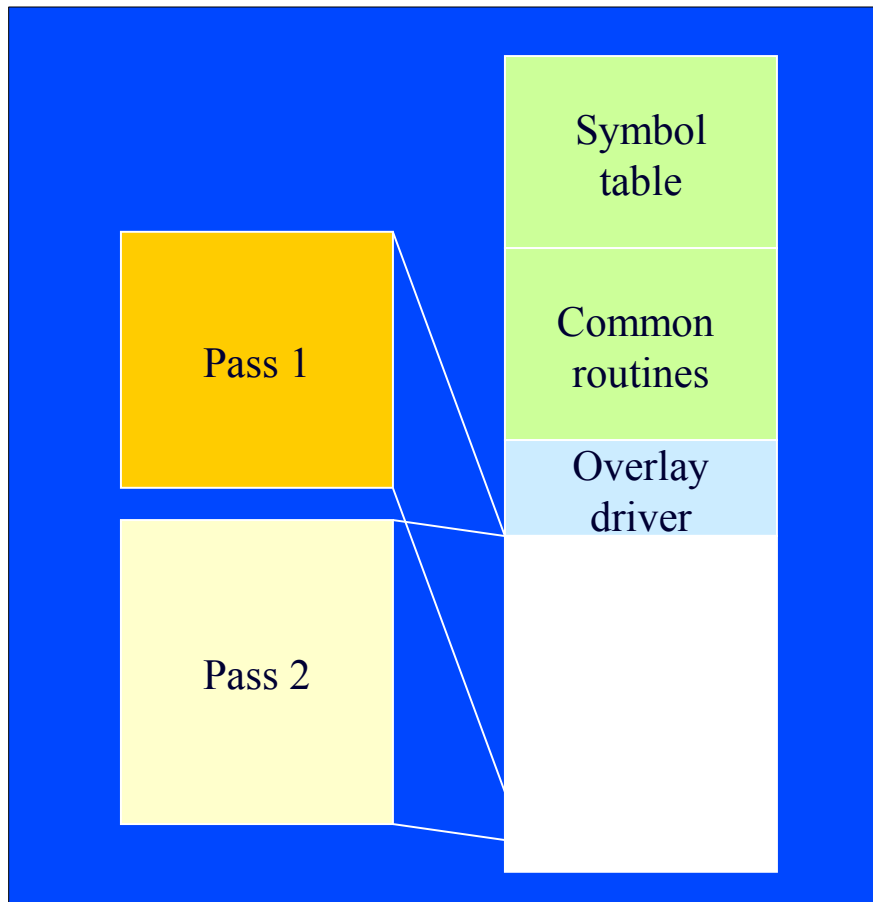 Symbol
table
Common
routines
Overlay
driver
Pass 1
Pass 2